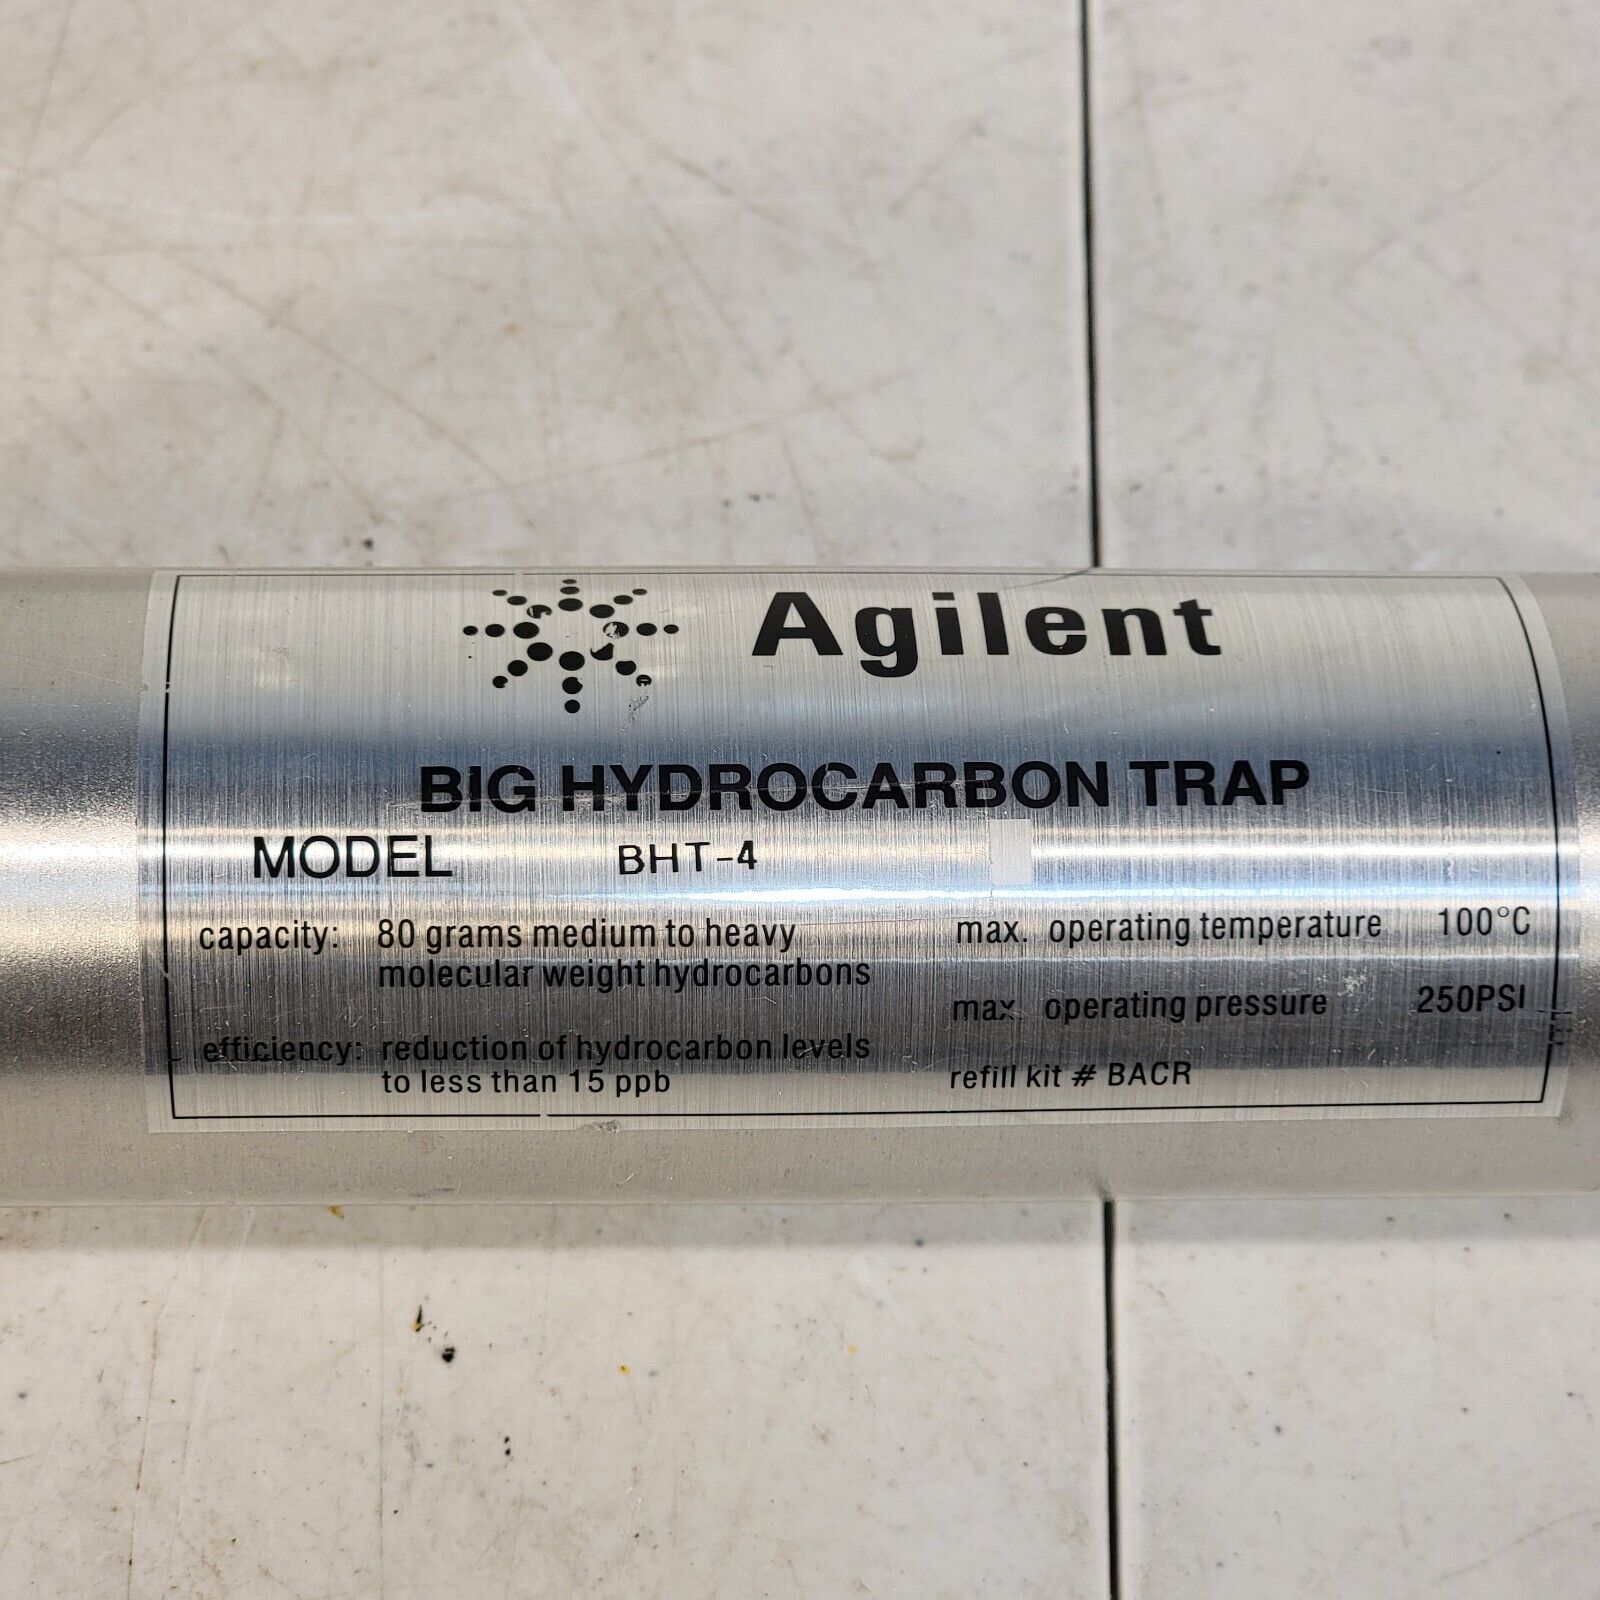 Agilent
BIG HYDROCARBON TRAP
MODEL BHT-4
capacity: 80 grams medium to heavy
molecular weight hydrocarbons
efficiency: reduction of hydrocarbon levels
to less than 15 ppb
max. operating temperature 100°C
max. operating pressure 250PSI
refill kit # BACR